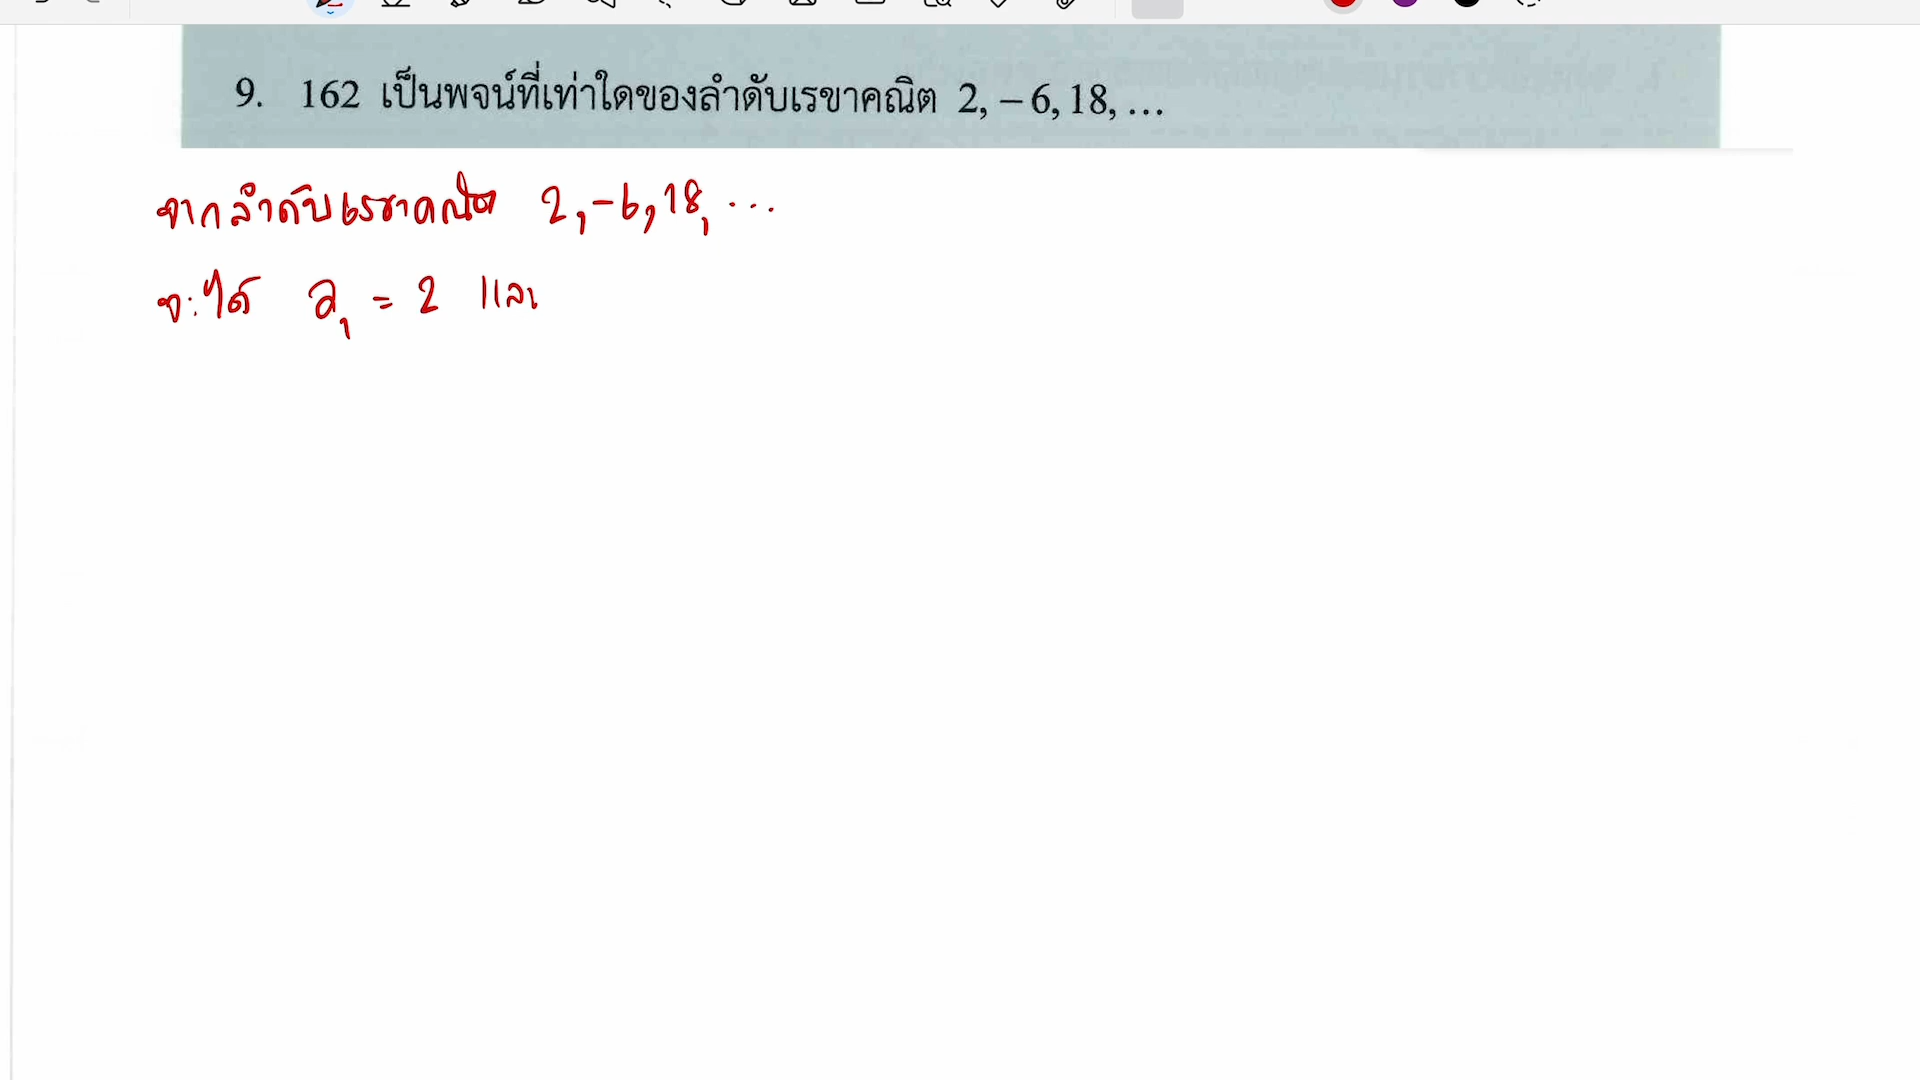 9. 162 เป็นพจน์ที่เท่าใดของลำดับเรขาคณิต 2, – 6, 18, …
จากลำดับเรขาคณิต 2, -6, 18, ...
จะได้ a₁ = 2 และ